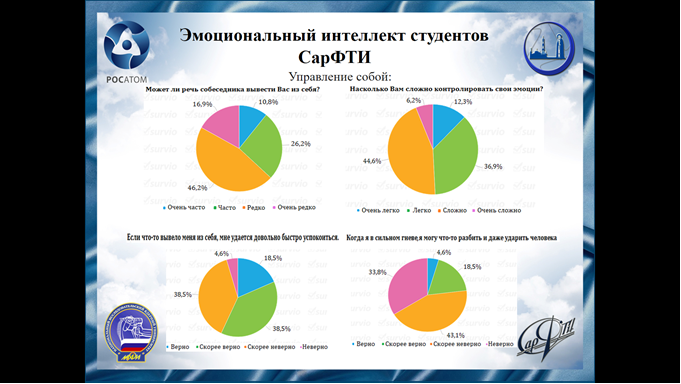 Эмоциональный интеллект студентов
СарФТИ
РОСАТОМ
Управление собой:
Может ли речь собеседника вывести Вас из себя?
10,8%
26,2%
46,2%
16,9%
Очень часто Часто Редко Очень редко
Насколько Вам сложно контролировать свои эмоции?
12,3%
36,9%
44,6%
6,2%
Очень легко Легко Сложно Очень сложно
Если что-то вывело меня из себя, мне удается довольно быстро успокоиться.
18,5%
38,5%
38,5%
4,6%
Верно Скорее верно Скорее неверно Неверно
Когда я в сильном гневе,я могу что-то разбить и даже ударить человека
4,6%
18,5%
43,1%
33,8%
Верно Скорее верно Скорее неверно Неверно
СарФТИ